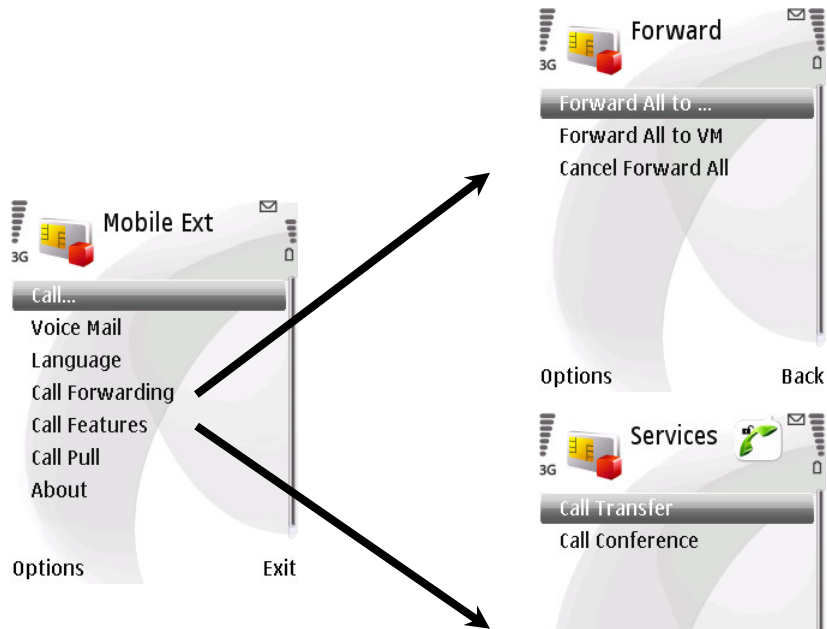 Mobile Ext
3G
Call...
Voice Mail
Language
Call Forwarding
Call Features
Call Pull
About
Options Exit
Forward
3G
Forward All to ...
Forward All to VM
Cancel Forward All
Options Back
Services
3G
Call Transfer
Call Conference